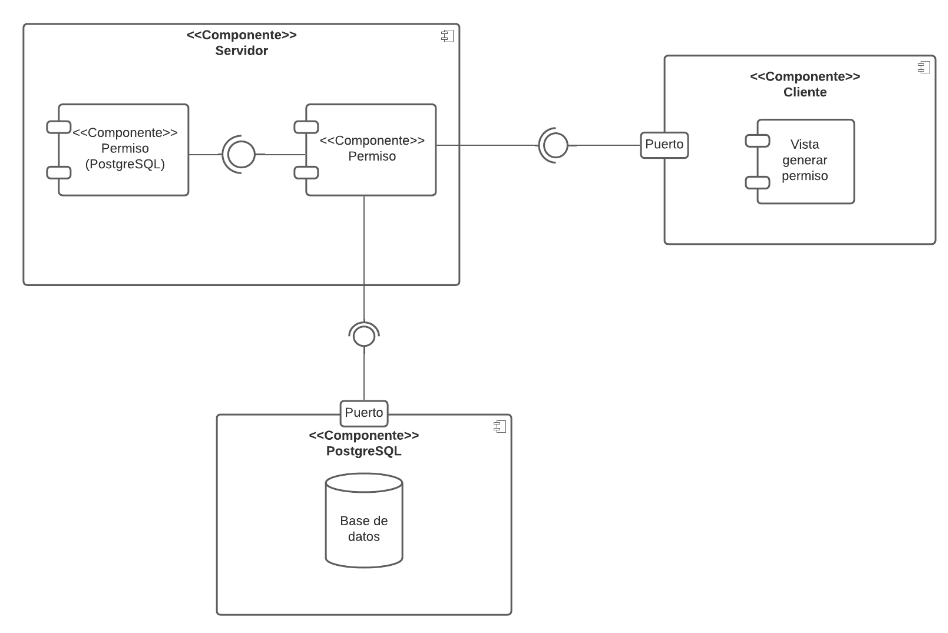 <<Componente>>
Servidor
<<Componente>>
Permiso
(PostgreSQL)
<<Componente>>
Permiso
<<Componente>>
Cliente
Puerto
Vista
generar
permiso
Puerto
<<Componente>>
PostgreSQL
Base de
datos